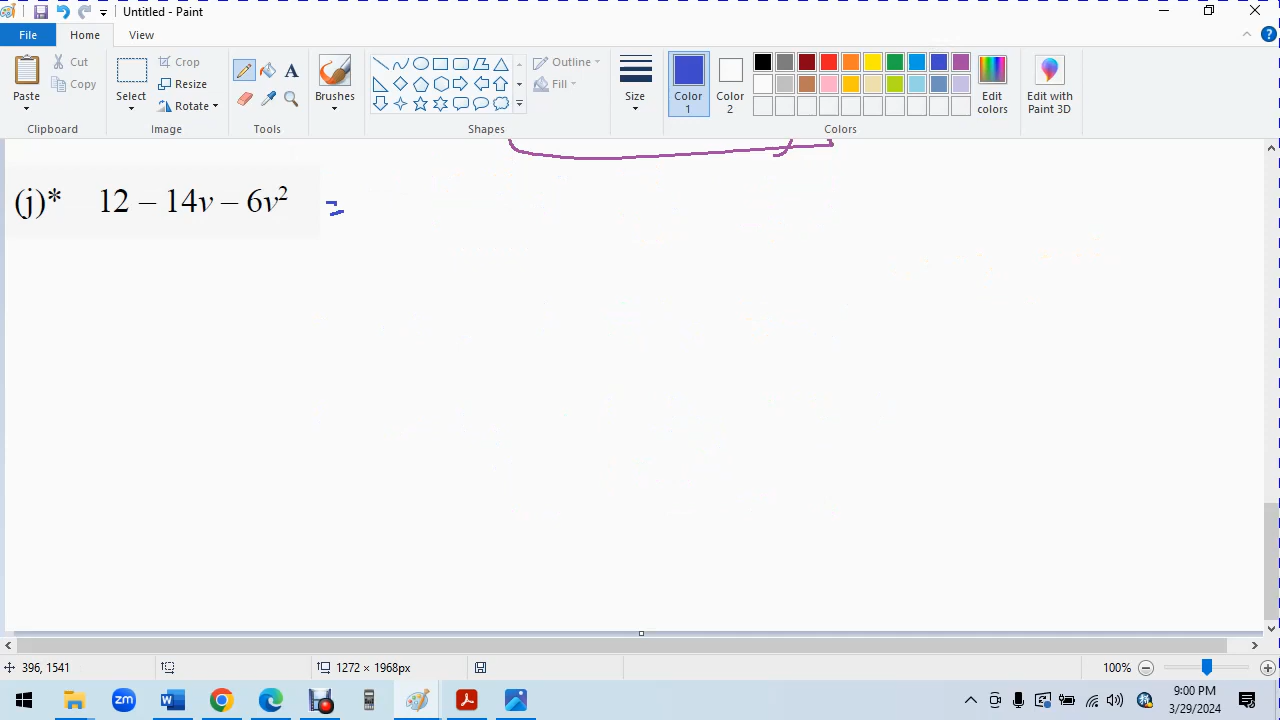 Untitled - Paint
File Home View
Paste
Cut
Copy
Clipboard
Select
Crop
Resize
Rotate
Image
Tools
Brushes
Shapes
Outline
Fill
Size
Color 1
Color 2
Edit colors
Colors
Edit with Paint 3D
(j)* 12 – 14v – 6v² =
396, 1541
1272 × 1968px
100%
zm
9:00 PM
3/29/2024